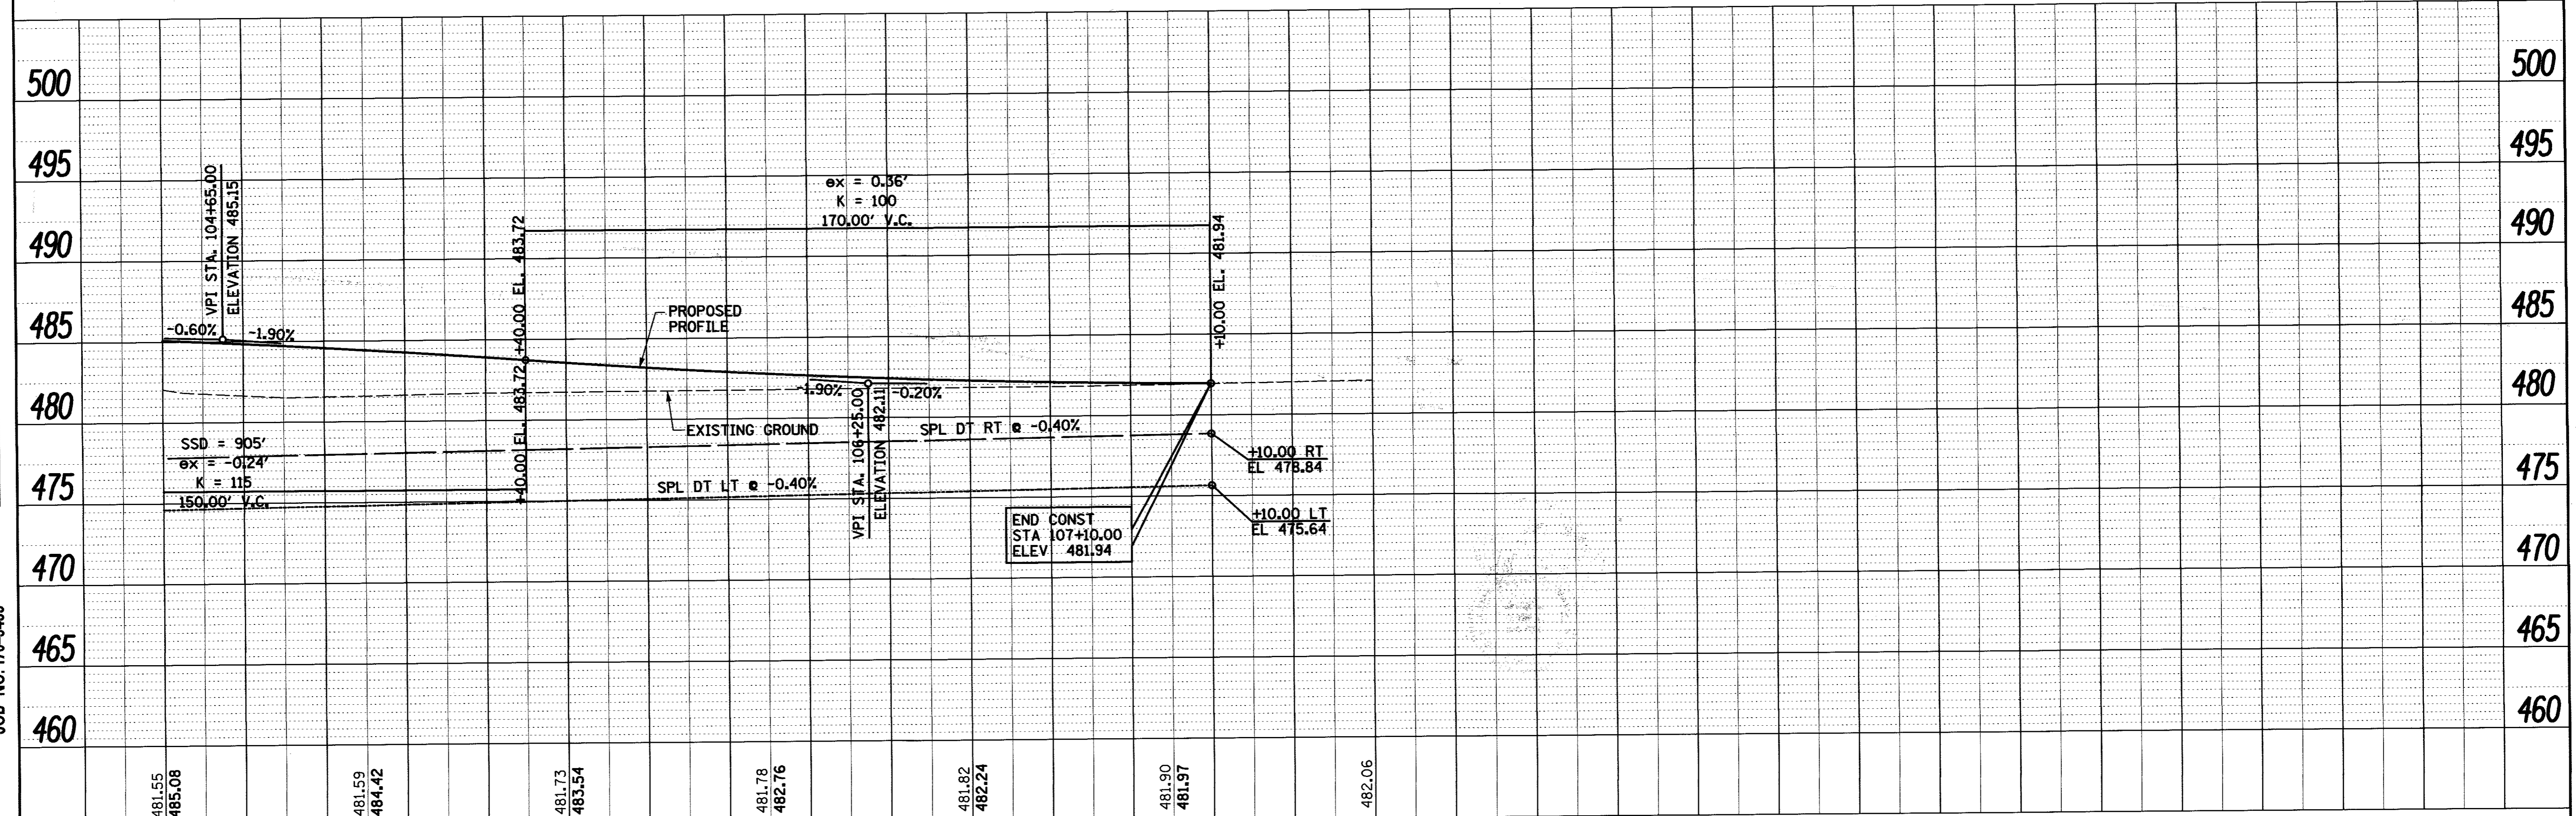 500
495
490
485
480
475
470
465
460
500
495
490
485
480
475
470
465
460
VPI STA. 104+65.00
ELEVATION 485.15
-0.60%
-1.90%
+40.00 EL. 483.72
+40.00 EL. 483.72
ex = 0.36'
K = 100
170.00' V.C.
PROPOSED
PROFILE
+10.00 EL. 481.94
-1.90%
-0.20%
VPI STA. 106+25.00
ELEVATION 482.11
EXISTING GROUND
SPL DT RT @ -0.40%
SSD = 905'
ex = -0.24'
K = 115
150.00' V.C.
SPL DT LT @ -0.40%
+10.00 RT
EL 478.84
+10.00 LT
EL 475.64
END CONST
STA 107+10.00
ELEV 481.94
481.55
485.08
481.59
484.42
481.73
483.54
481.78
482.76
481.82
482.24
481.90
481.97
482.06